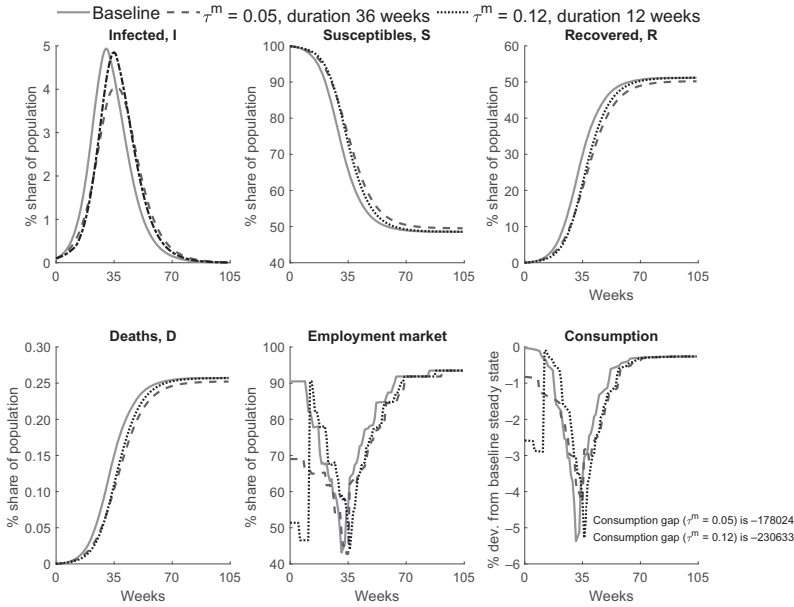 Baseline τᵐ = 0.05, duration 36 weeks τᵐ = 0.12, duration 12 weeks
Infected, I
% share of population
5
4
3
2
1
0
0 35 70 105
Susceptibles, S
% share of population
100
90
80
70
60
50
40
0 35 70 105
Recovered, R
% share of population
60
50
40
30
20
10
0
0 35 70 105
Weeks
Deaths, D
% share of population
0.30
0.25
0.20
0.15
0.10
0.05
0
0 35 70 105
Weeks
Employment market
% share of population
100
90
80
70
60
50
40
0 35 70 105
Weeks
Consumption
% dev. from baseline steady state
0
−1
−2
−3
−4
−5
−6
0 35 70 105
Weeks
Consumption gap (τᵐ = 0.05) is −178024
Consumption gap (τᵐ = 0.12) is −230633